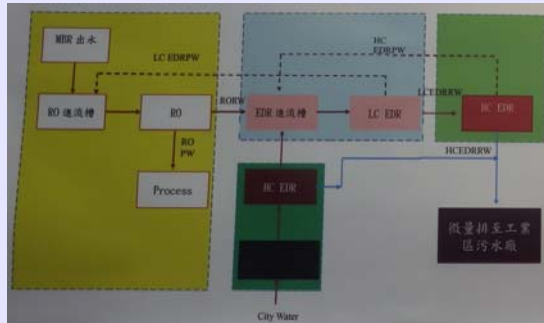 MBR 出水
LC EDRPW
HC
EDRPW
RO 進流槽
RO
RORW
EDR 進流槽
LC EDR
LCEDRRW
HC EDR
RO
PW
HCEDRRW
Process
HC EDR
微量排至工業
區污水廠
City Water